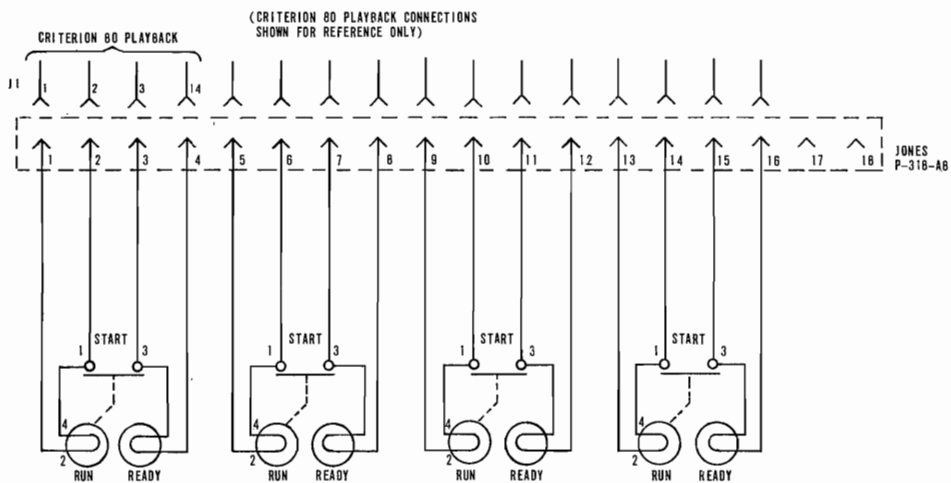 (CRITERION 80 PLAYBACK CONNECTIONS
SHOWN FOR REFERENCE ONLY)
CRITERION 80 PLAYBACK
J1
1 2 3 14
1 2 3 4 5 6 7 8 9 10 11 12 13 14 15 16 17 18
JONES
P-318-AB
START START START START
1 3 1 3 1 3 1 3
4 4 4 4
2 2 2 2
RUN READY RUN READY RUN READY RUN READY